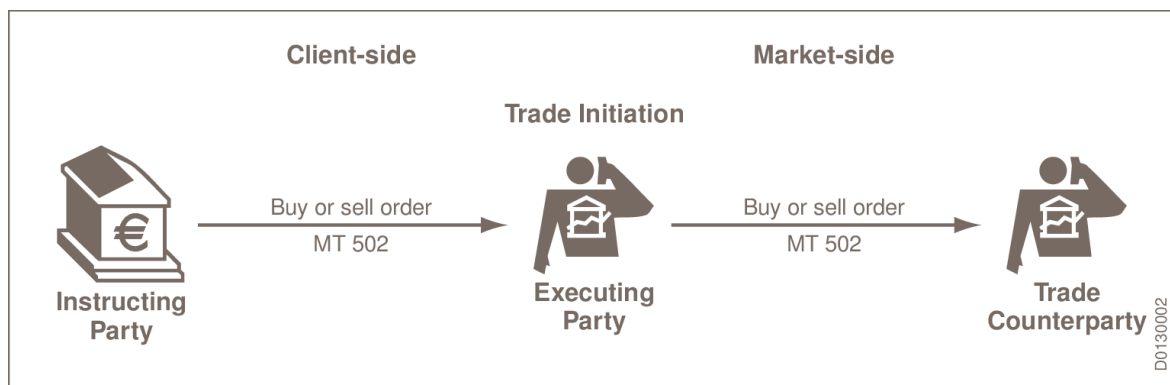 Client-side
Market-side
Trade Initiation
Buy or sell order
MT 502
Buy or sell order
MT 502
€
Instructing
Party
Executing
Party
Trade
Counterparty
D0130002